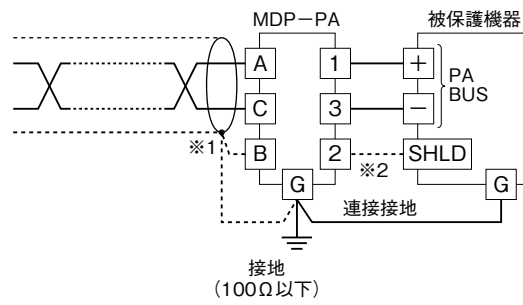 MDP−PA
被保護機器
A
1
+
C
3
−
PA
BUS
※1
B
2
※2
SHLD
G
G
連接接地
接地
(100Ω以下)